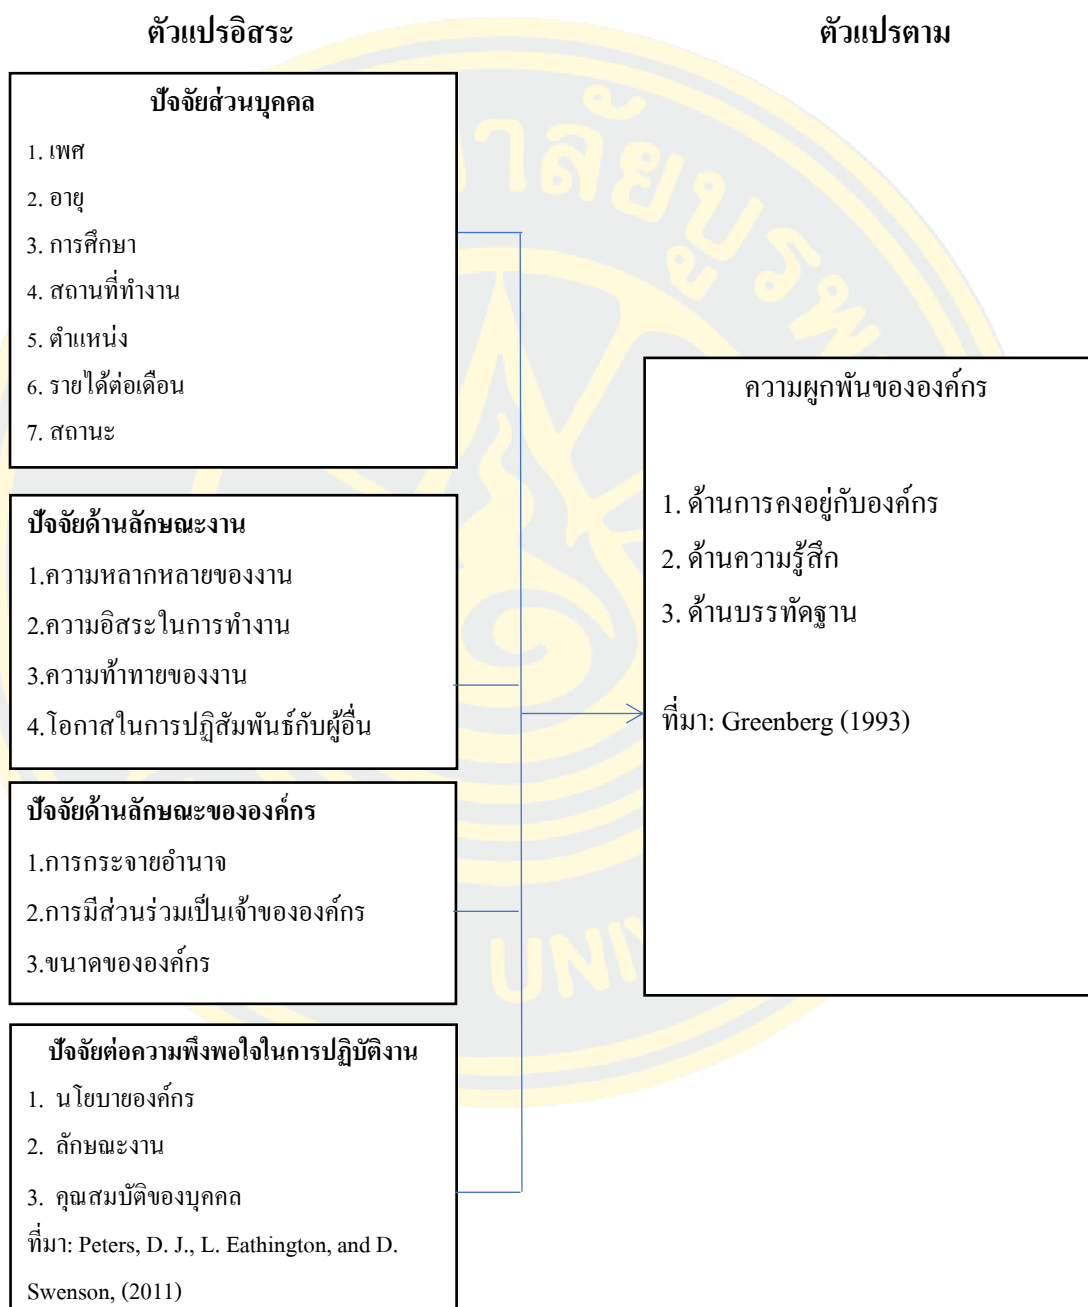 ตัวแปรอิสระ
ตัวแปรตาม
ปัจจัยส่วนบุคคล
1. เพศ
2. อายุ
3. การศึกษา
4. สถานที่ทำงาน
5. ตำแหน่ง
6. รายได้ต่อเดือน
7. สถานะ
ปัจจัยด้านลักษณะงาน
1.ความหลากหลายของงาน
2.ความอิสระในการทำงาน
3.ความท้าทายของงาน
4.โอกาสในการปฏิสัมพันธ์กับผู้อื่น
ปัจจัยด้านลักษณะขององค์กร
1.การกระจายอำนาจ
2.การมีส่วนร่วมเป็นเจ้าขององค์กร
3.ขนาดขององค์กร
ปัจจัยต่อความพึงพอใจในการปฏิบัติงาน
1. นโยบายองค์กร
2. ลักษณะงาน
3. คุณสมบัติของบุคคล
ที่มา: Peters, D. J., L. Eathington, and D.
Swenson, (2011)
ความผูกพันขององค์กร
1. ด้านการคงอยู่กับองค์กร
2. ด้านความรู้สึก
3. ด้านบรรทัดฐาน
ที่มา: Greenberg (1993)
าลัยบูรพ
UNI